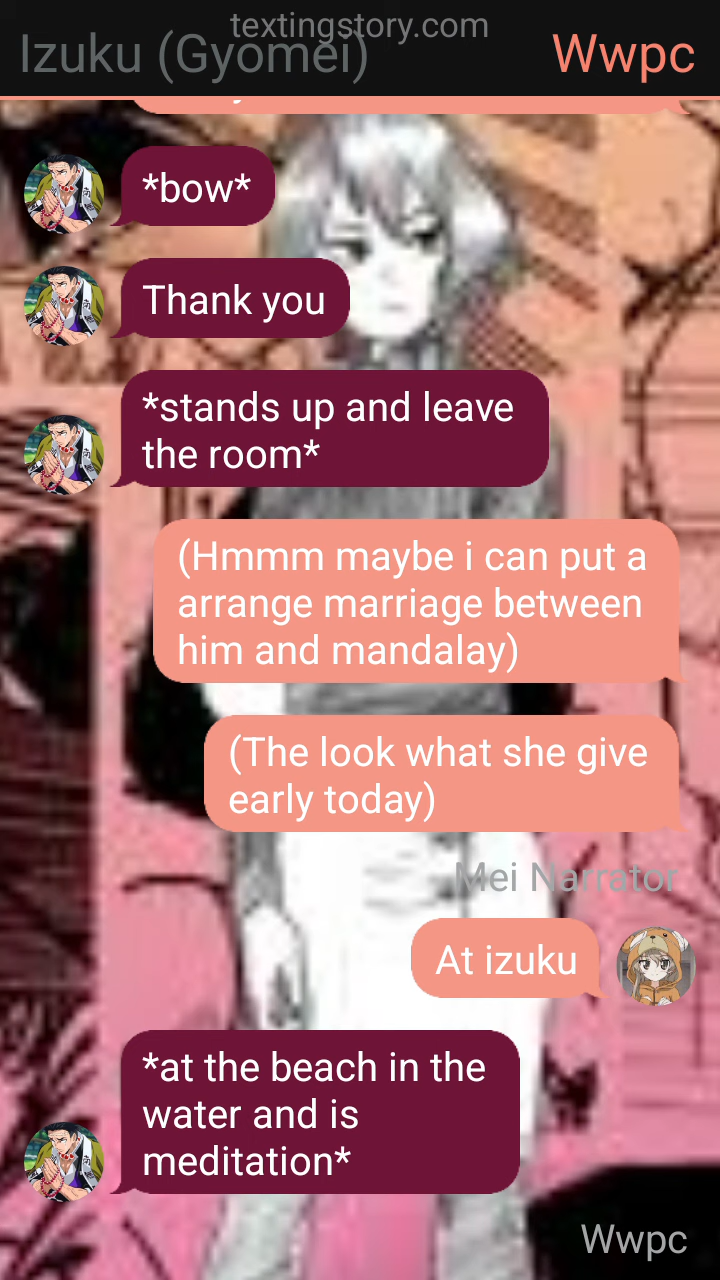 textingstory.com
Izuku (Gyomei)
Wwpc
*bow*
Thank you
*stands up and leave
the room*
(Hmmm maybe i can put a
arrange marriage between
him and mandalay)
(The look what she give
early today)
Mei Narrator
At izuku
*at the beach in the
water and is
meditation*
Wwpc